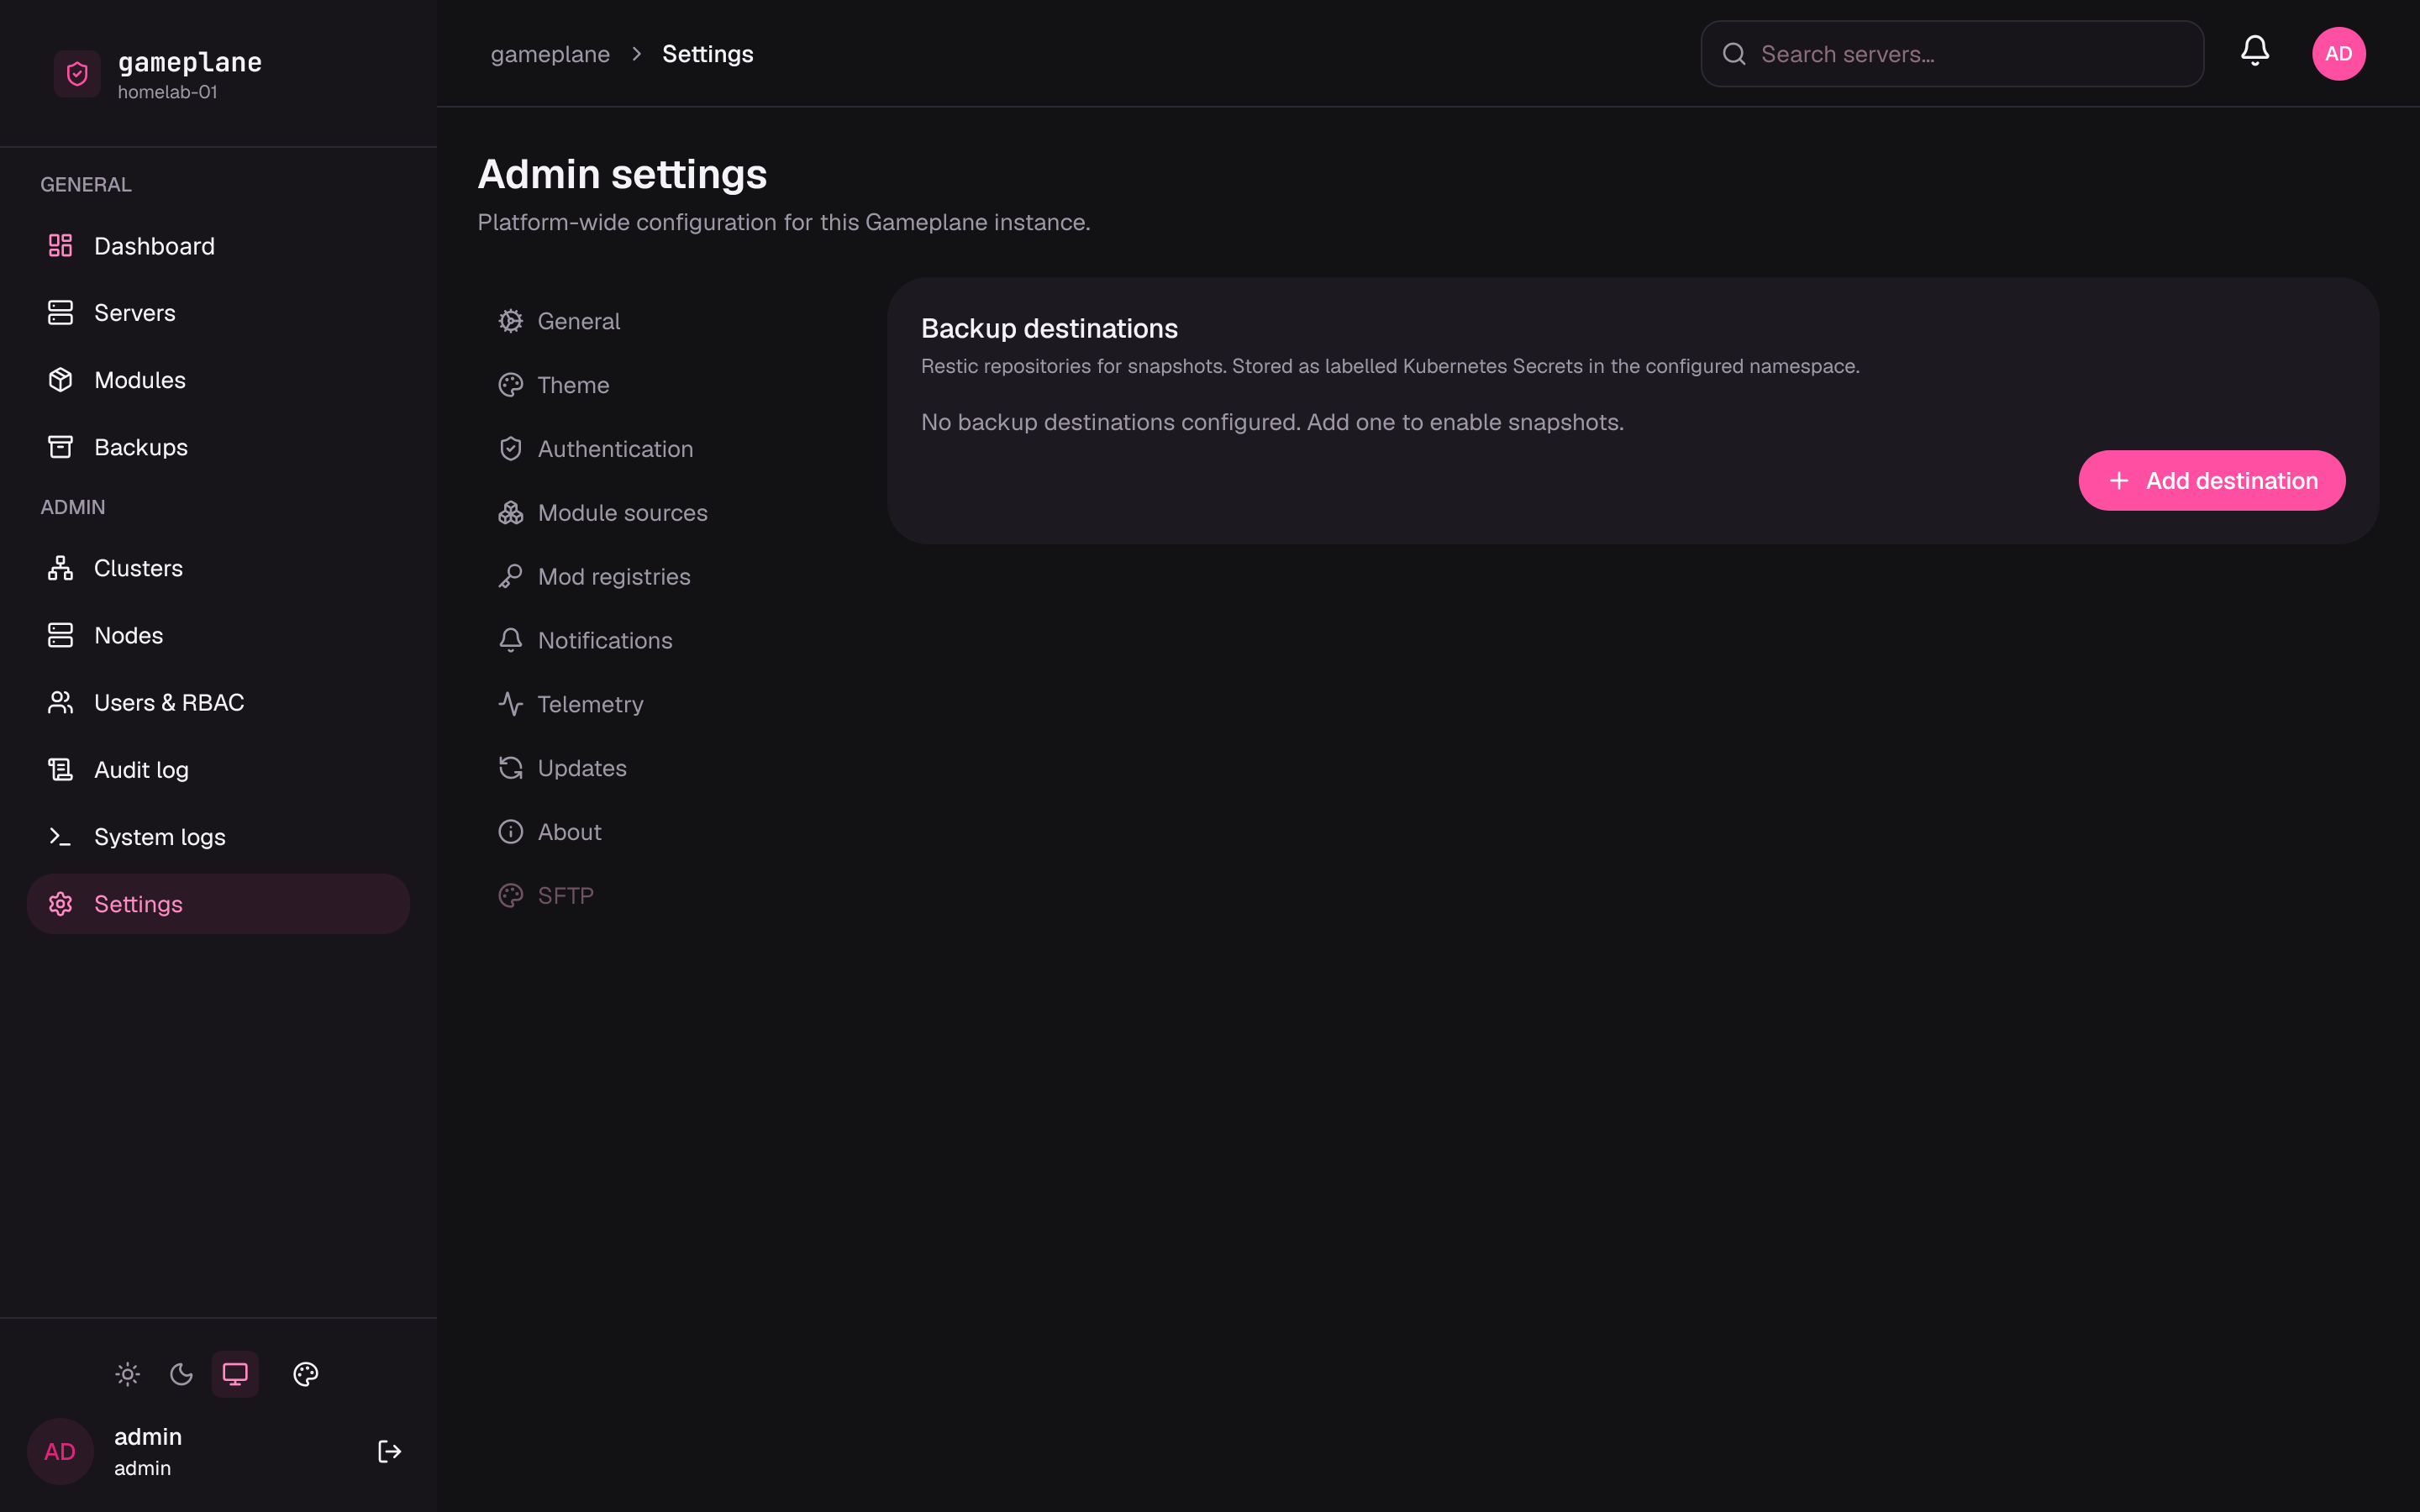 gameplane
homelab-01
GENERAL
Dashboard
Servers
Modules
Backups
ADMIN
Clusters
Nodes
Users & RBAC
Audit log
System logs
Settings
AD
admin
admin
gameplane > Settings
Search servers...
AD
Admin settings
Platform-wide configuration for this Gameplane instance.
General
Theme
Authentication
Module sources
Mod registries
Notifications
Telemetry
Updates
About
SFTP
Backup destinations
Restic repositories for snapshots. Stored as labelled Kubernetes Secrets in the configured namespace.
No backup destinations configured. Add one to enable snapshots.
Add destination